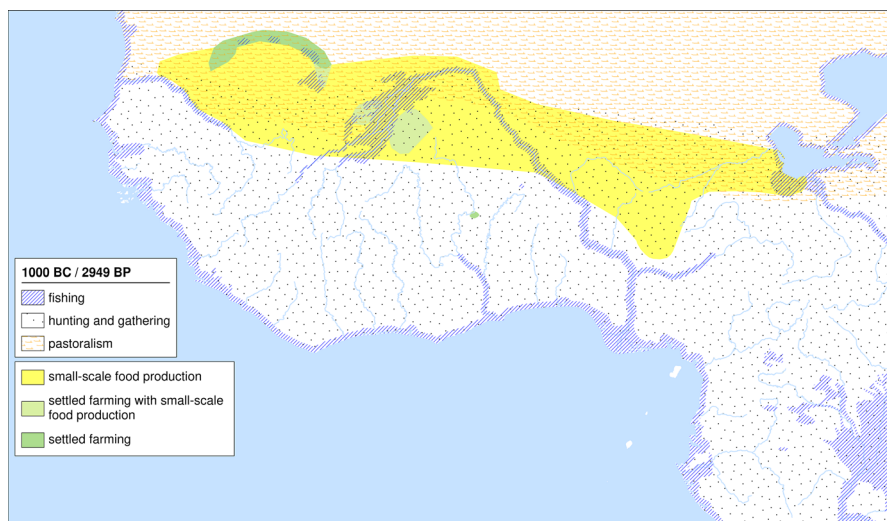 1000 BC / 2949 BP
fishing
hunting and gathering
pastoralism
small-scale food production
settled farming with small-scale
food production
settled farming